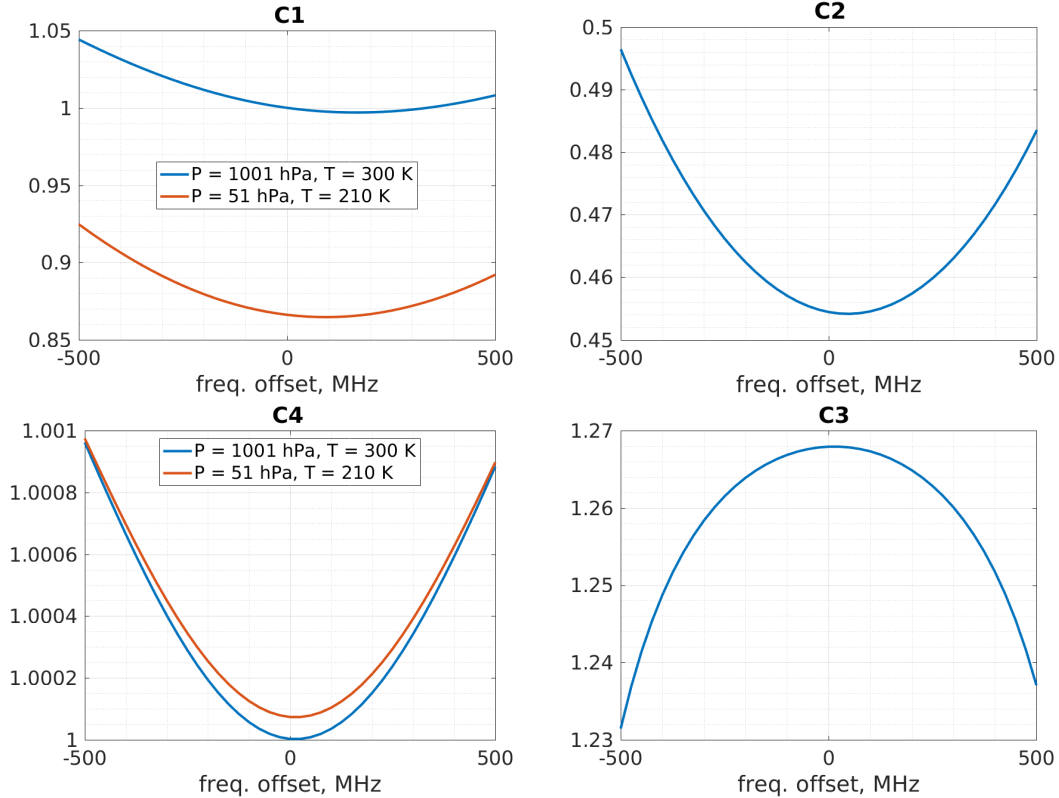 C1
1.05
1
0.95
0.9
0.85
P = 1001 hPa, T = 300 K
P = 51 hPa, T = 210 K
-500
0
500
freq. offset, MHz
C2
0.5
0.49
0.48
0.47
0.46
0.45
-500
0
500
freq. offset, MHz
C4
1.001
1.0008
1.0006
1.0004
1.0002
1
P = 1001 hPa, T = 300 K
P = 51 hPa, T = 210 K
-500
0
500
freq. offset, MHz
C3
1.27
1.26
1.25
1.24
1.23
-500
0
500
freq. offset, MHz